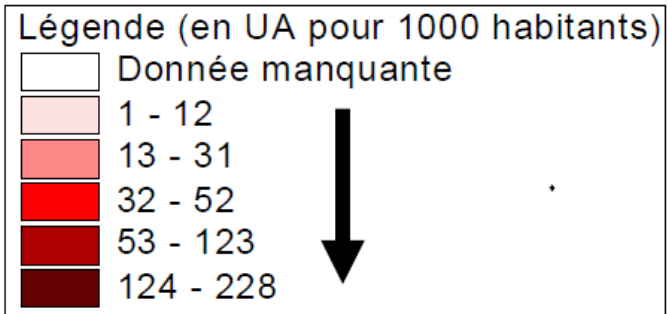 Légende (en UA pour 1000 habitants)
Donnée manquante
1 - 12
13 - 31
32 - 52
53 - 123
124 - 228